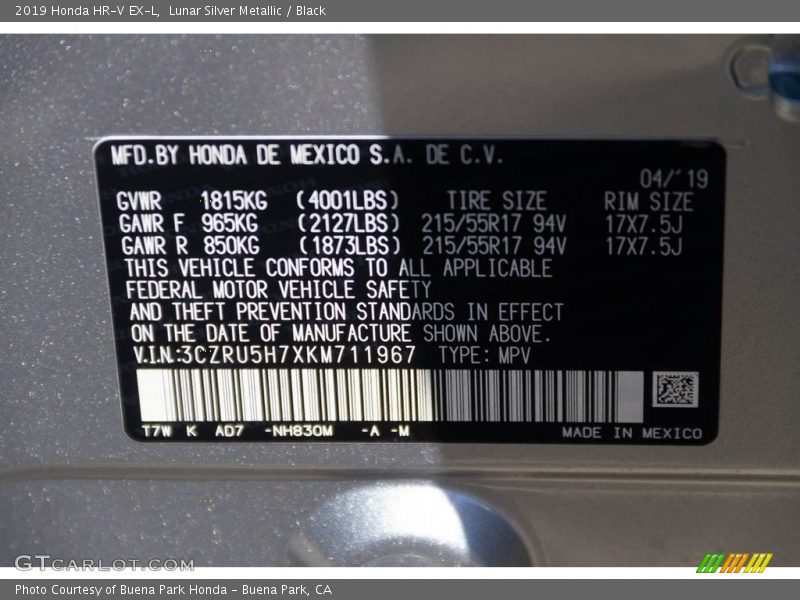 2019 Honda HR-V EX-L, Lunar Silver Metallic / Black
MFD.BY HONDA DE MEXICO S.A. DE C.V.
04/'19
GVWR 1815KG (4001LBS) TIRE SIZE RIM SIZE
GAWR F 965KG (2127LBS) 215/55R17 94V 17X7.5J
GAWR R 850KG (1873LBS) 215/55R17 94V 17X7.5J
THIS VEHICLE CONFORMS TO ALL APPLICABLE
FEDERAL MOTOR VEHICLE SAFETY
AND THEFT PREVENTION STANDARDS IN EFFECT
ON THE DATE OF MANUFACTURE SHOWN ABOVE.
V.I.N.:3CZRU5H7XKM711967 TYPE: MPV
T7W K AD7 -NH830M -A -M MADE IN MEXICO
GTCARLOT.COM
Photo Courtesy of Buena Park Honda - Buena Park, CA